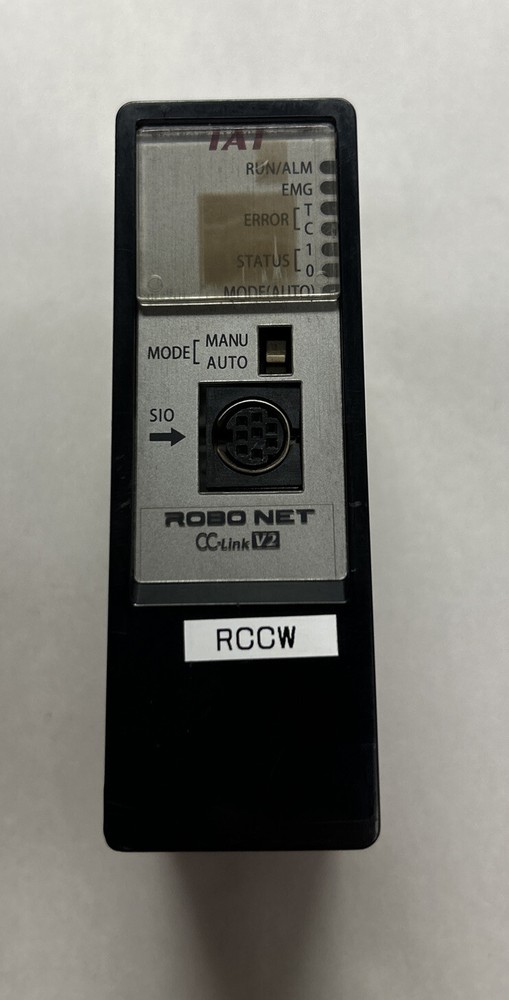 IAI
RUN/ALM
EMG
ERROR T
C
STATUS 1
0
MODE(AUTO)
MODE MANU
AUTO
SIO
ROBO NET
CC-Link V2
RCCW